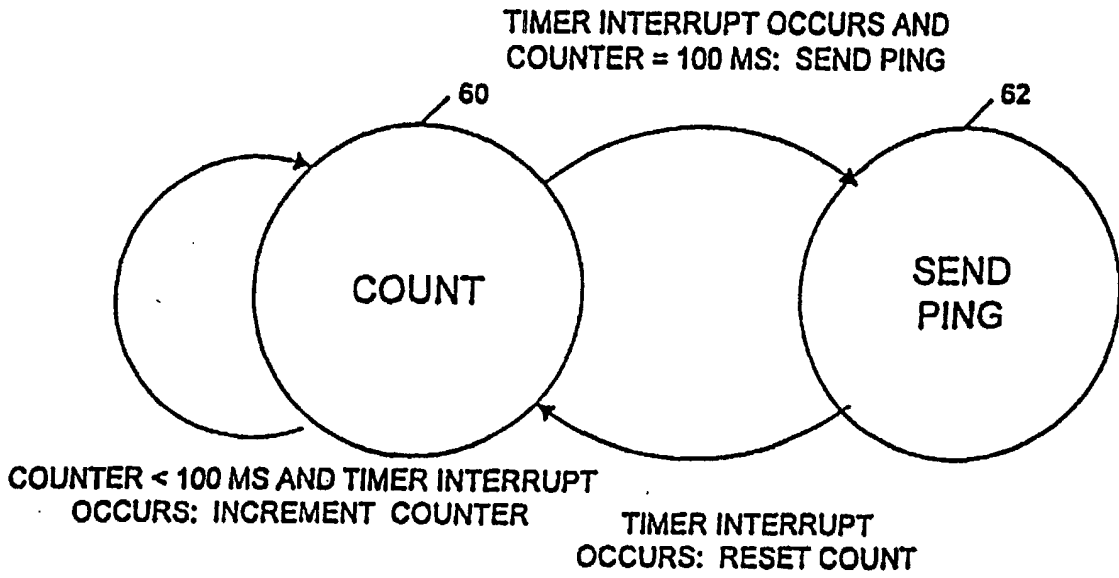 TIMER INTERRUPT OCCURS AND
COUNTER = 100 MS: SEND PING
60
62
COUNT
SEND
PING
COUNTER < 100 MS AND TIMER INTERRUPT
OCCURS: INCREMENT COUNTER
TIMER INTERRUPT
OCCURS: RESET COUNT